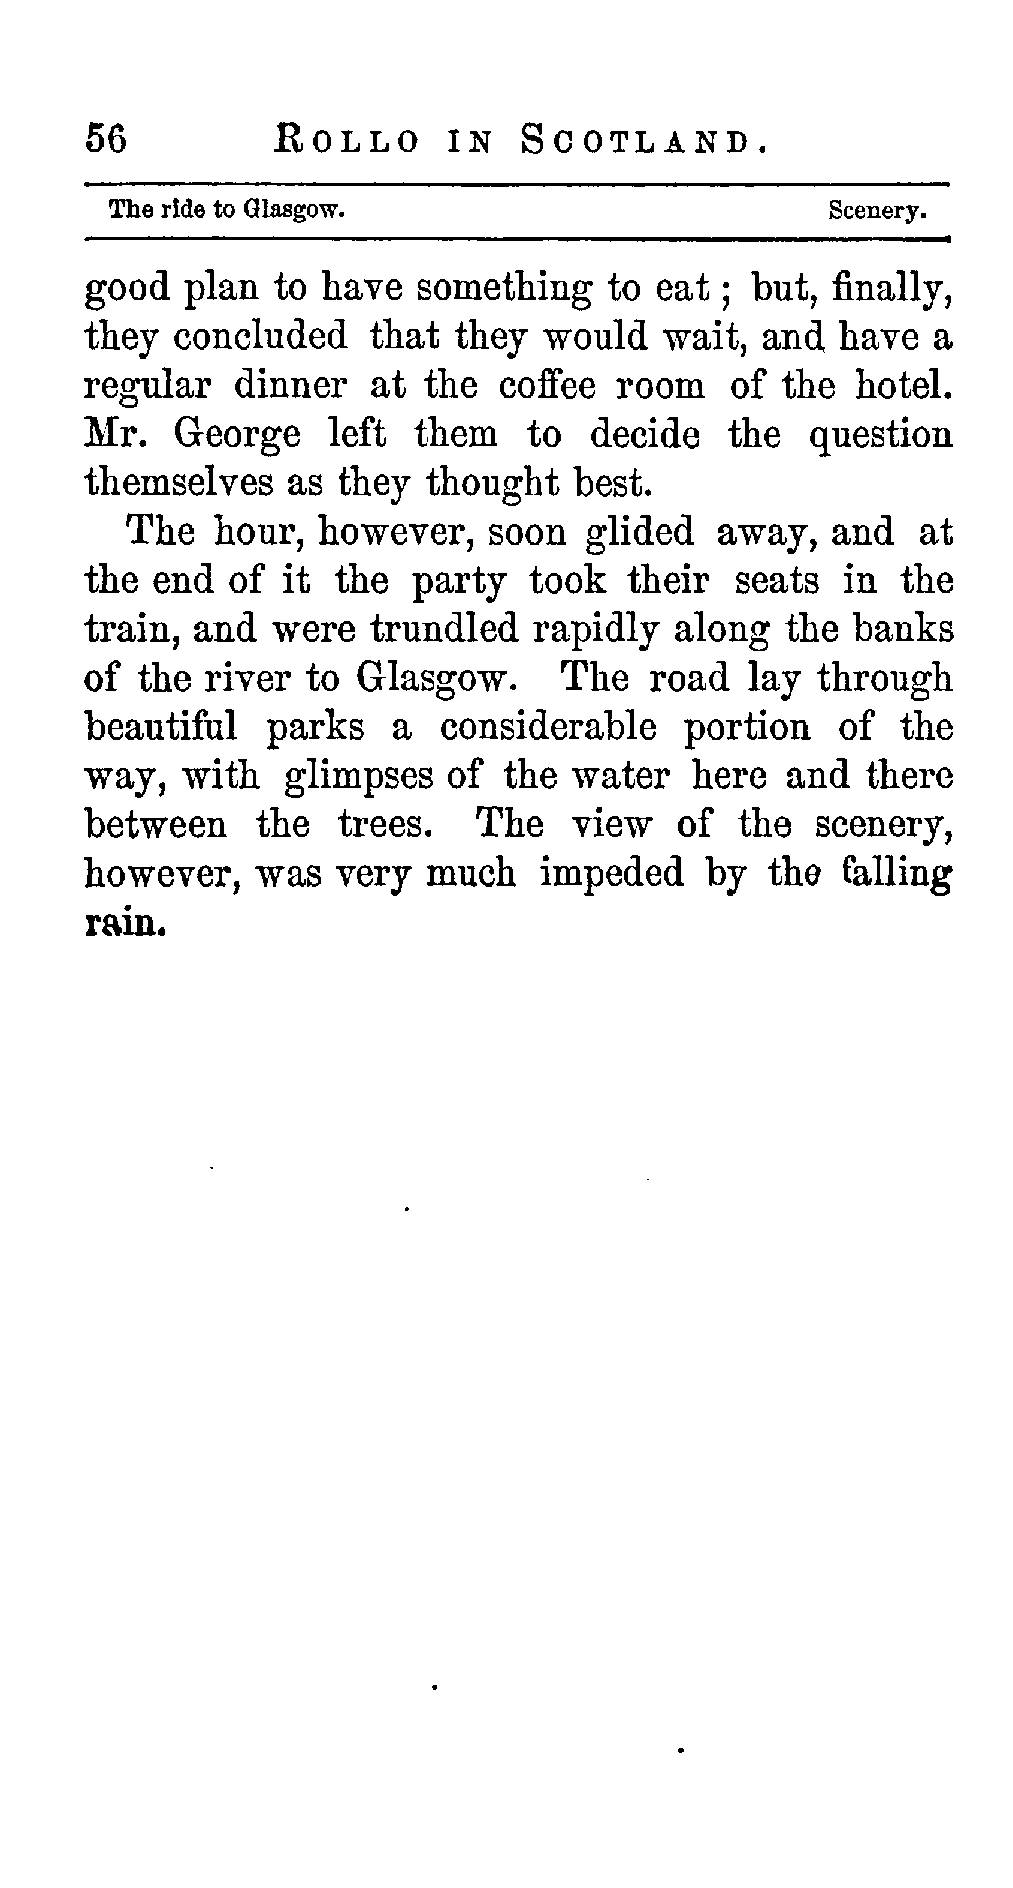 56 ROLLO IN SCOTLAND.
The ride to Glasgow. Scenery.
good plan to have something to eat ; but, finally,
they concluded that they would wait, and have a
regular dinner at the coffee room of the hotel.
Mr. George left them to decide the question
themselves as they thought best.
The hour, however, soon glided away, and at
the end of it the party took their seats in the
train, and were trundled rapidly along the banks
of the river to Glasgow. The road lay through
beautiful parks a considerable portion of the
way, with glimpses of the water here and there
between the trees. The view of the scenery,
however, was very much impeded by the falling
rain.